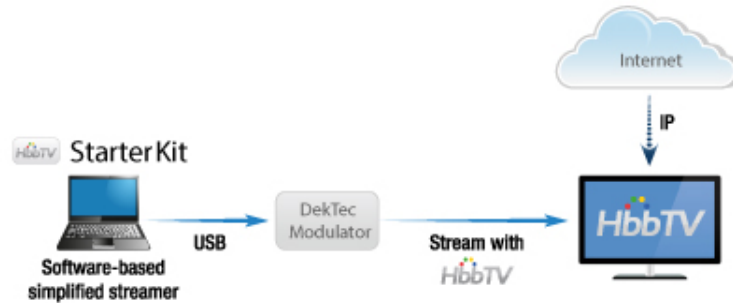 Internet
IP
HbbTV StarterKit
HbbTV
DekTec
Modulator
USB
Stream with
HbbTV
Software-based
simplified streamer